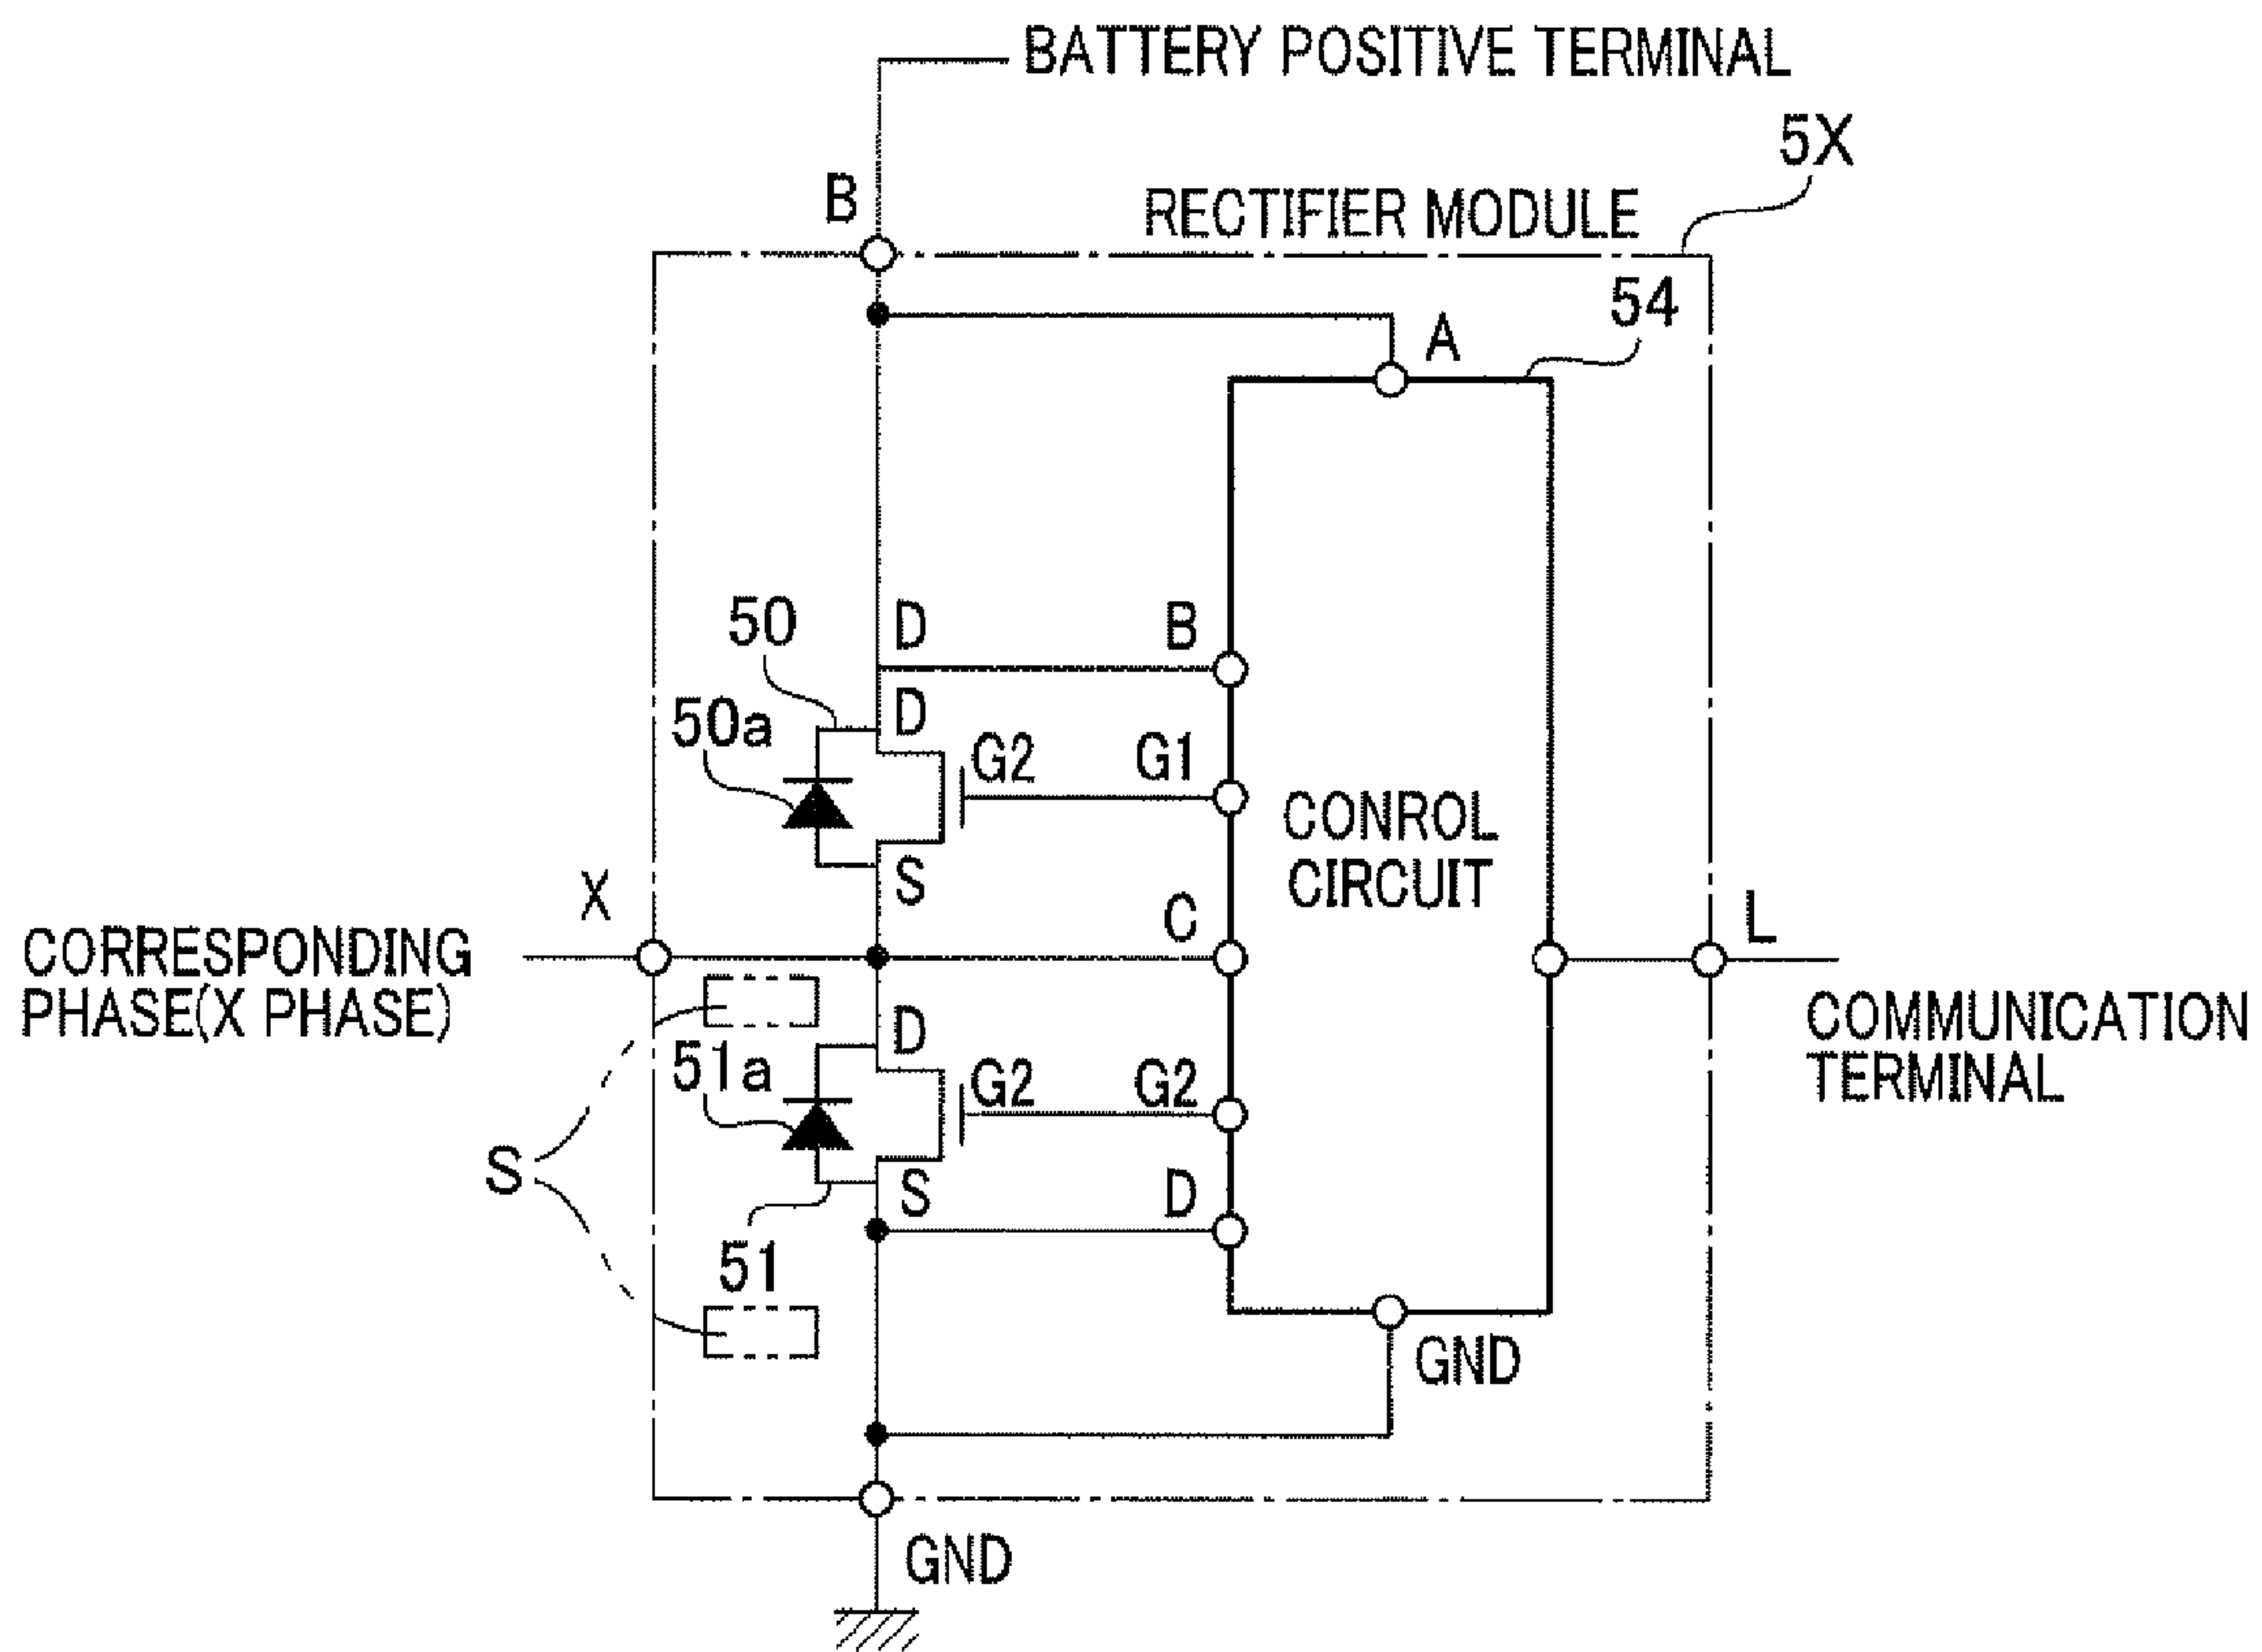 BATTERY POSITIVE TERMINAL
5X
B
RECTIFIER MODULE
54
A
50
D
B
50a
D
G2
G1
CONROL
CIRCUIT
X
S
C
L
CORRESPONDING
PHASE(X PHASE)
COMMUNICATION
TERMINAL
D
51a
G2
G2
S
S
D
51
GND
GND